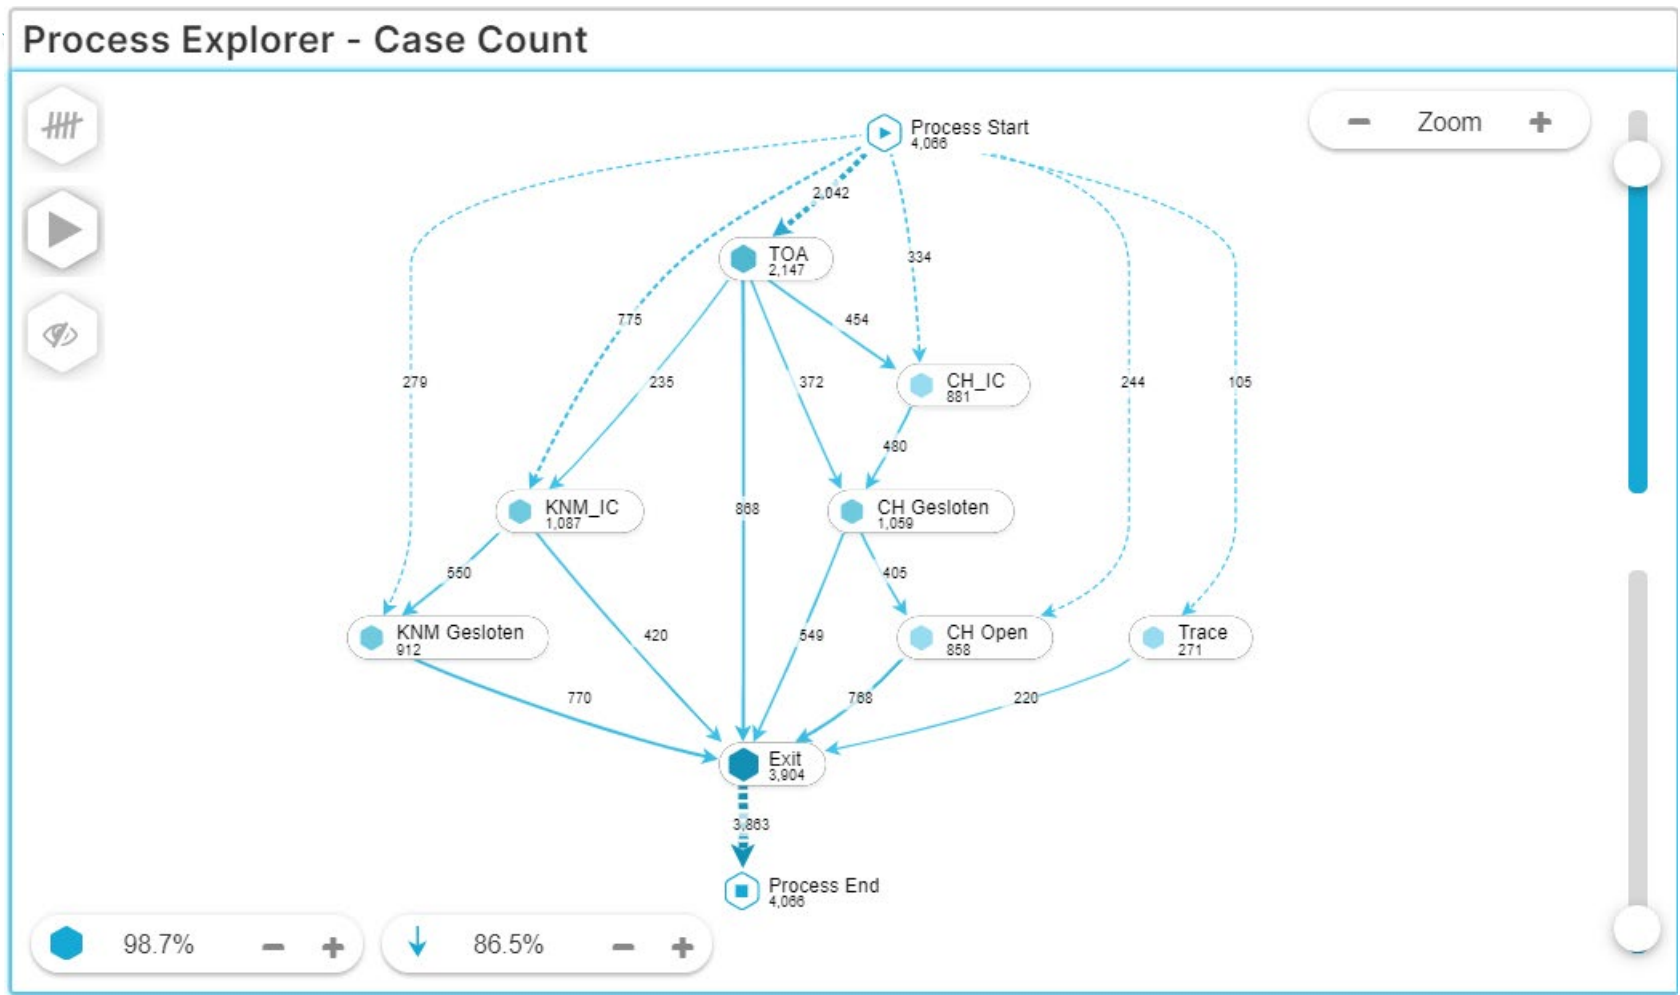 Process Explorer - Case Count
Zoom
Process Start
4,066
2,042
TOA
2,147
334
775
454
279
235
372
CH_IC
881
244
105
480
KNM_IC
1,087
868
CH Gesloten
1,059
550
405
KNM Gesloten
912
420
549
CH Open
858
Trace
271
770
768
220
Exit
3,904
3,863
Process End
4,066
98.7%
86.5%